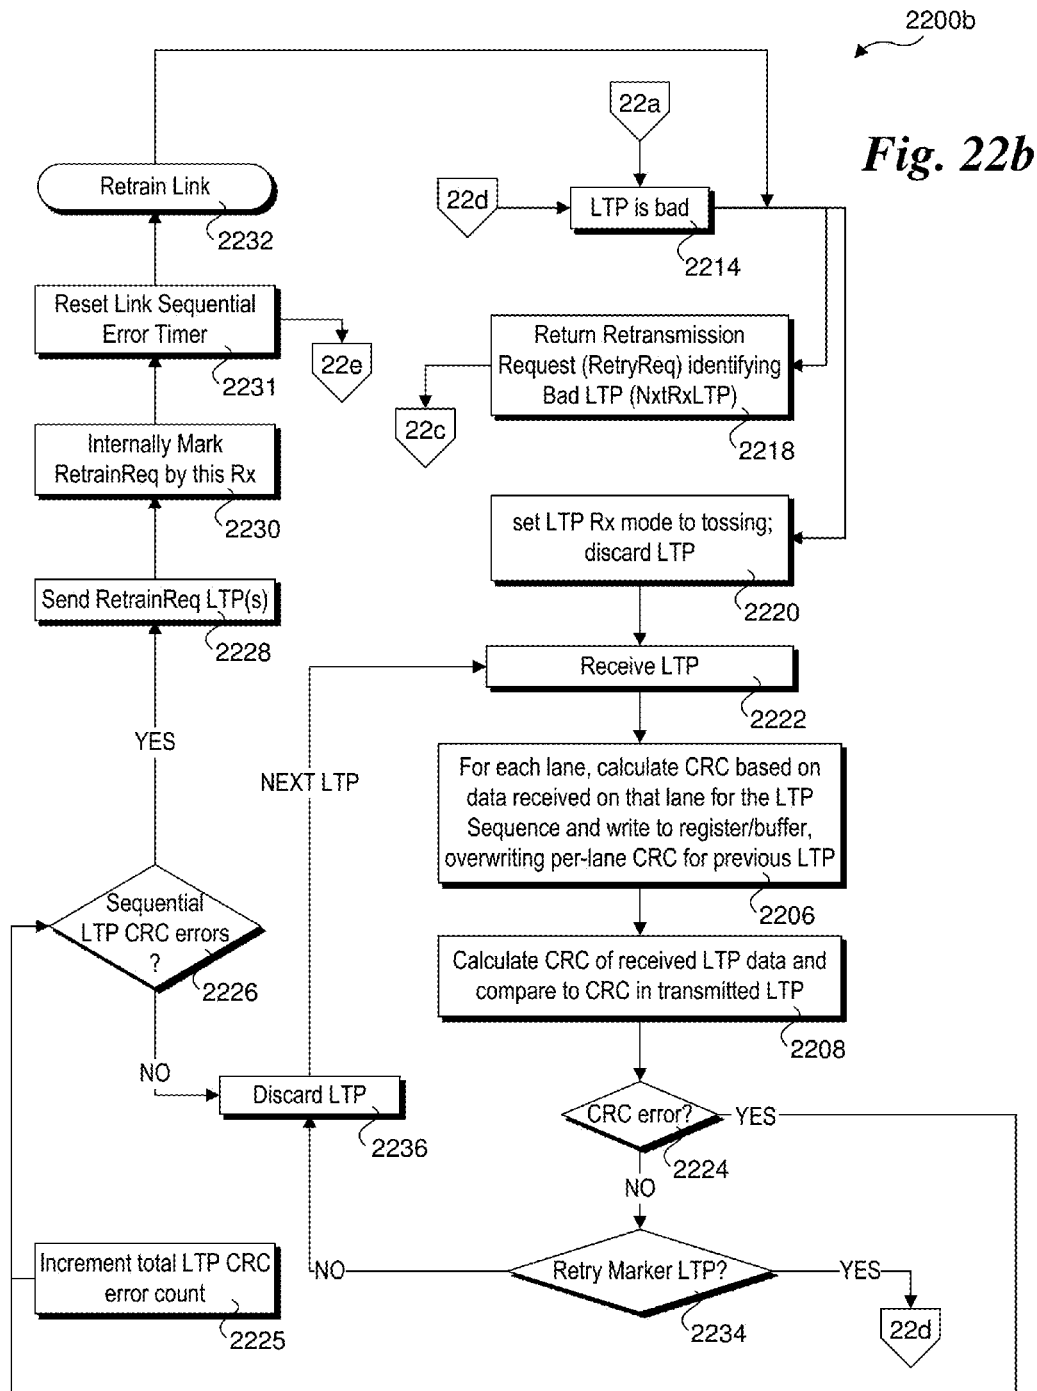 2200b
Fig. 22b
22a
22d
LTP is bad
2214
Retrain Link
2232
Reset Link Sequential
Error Timer
2231
22e
Return Retransmission
Request (RetryReq) identifying
Bad LTP (NxtRxLTP)
2218
22c
Internally Mark
RetrainReq by this Rx
2230
set LTP Rx mode to tossing;
discard LTP
2220
Send RetrainReq LTP(s)
2228
Receive LTP
2222
YES
NEXT LTP
For each lane, calculate CRC based on
data received on that lane for the LTP
Sequence and write to register/buffer,
overwriting per-lane CRC for previous LTP
2206
Sequential
LTP CRC errors
?
2226
Calculate CRC of received LTP data and
compare to CRC in transmitted LTP
2208
NO
Discard LTP
2236
CRC error?
YES
2224
NO
Increment total LTP CRC
error count
2225
NO
Retry Marker LTP?
YES
2234
22d